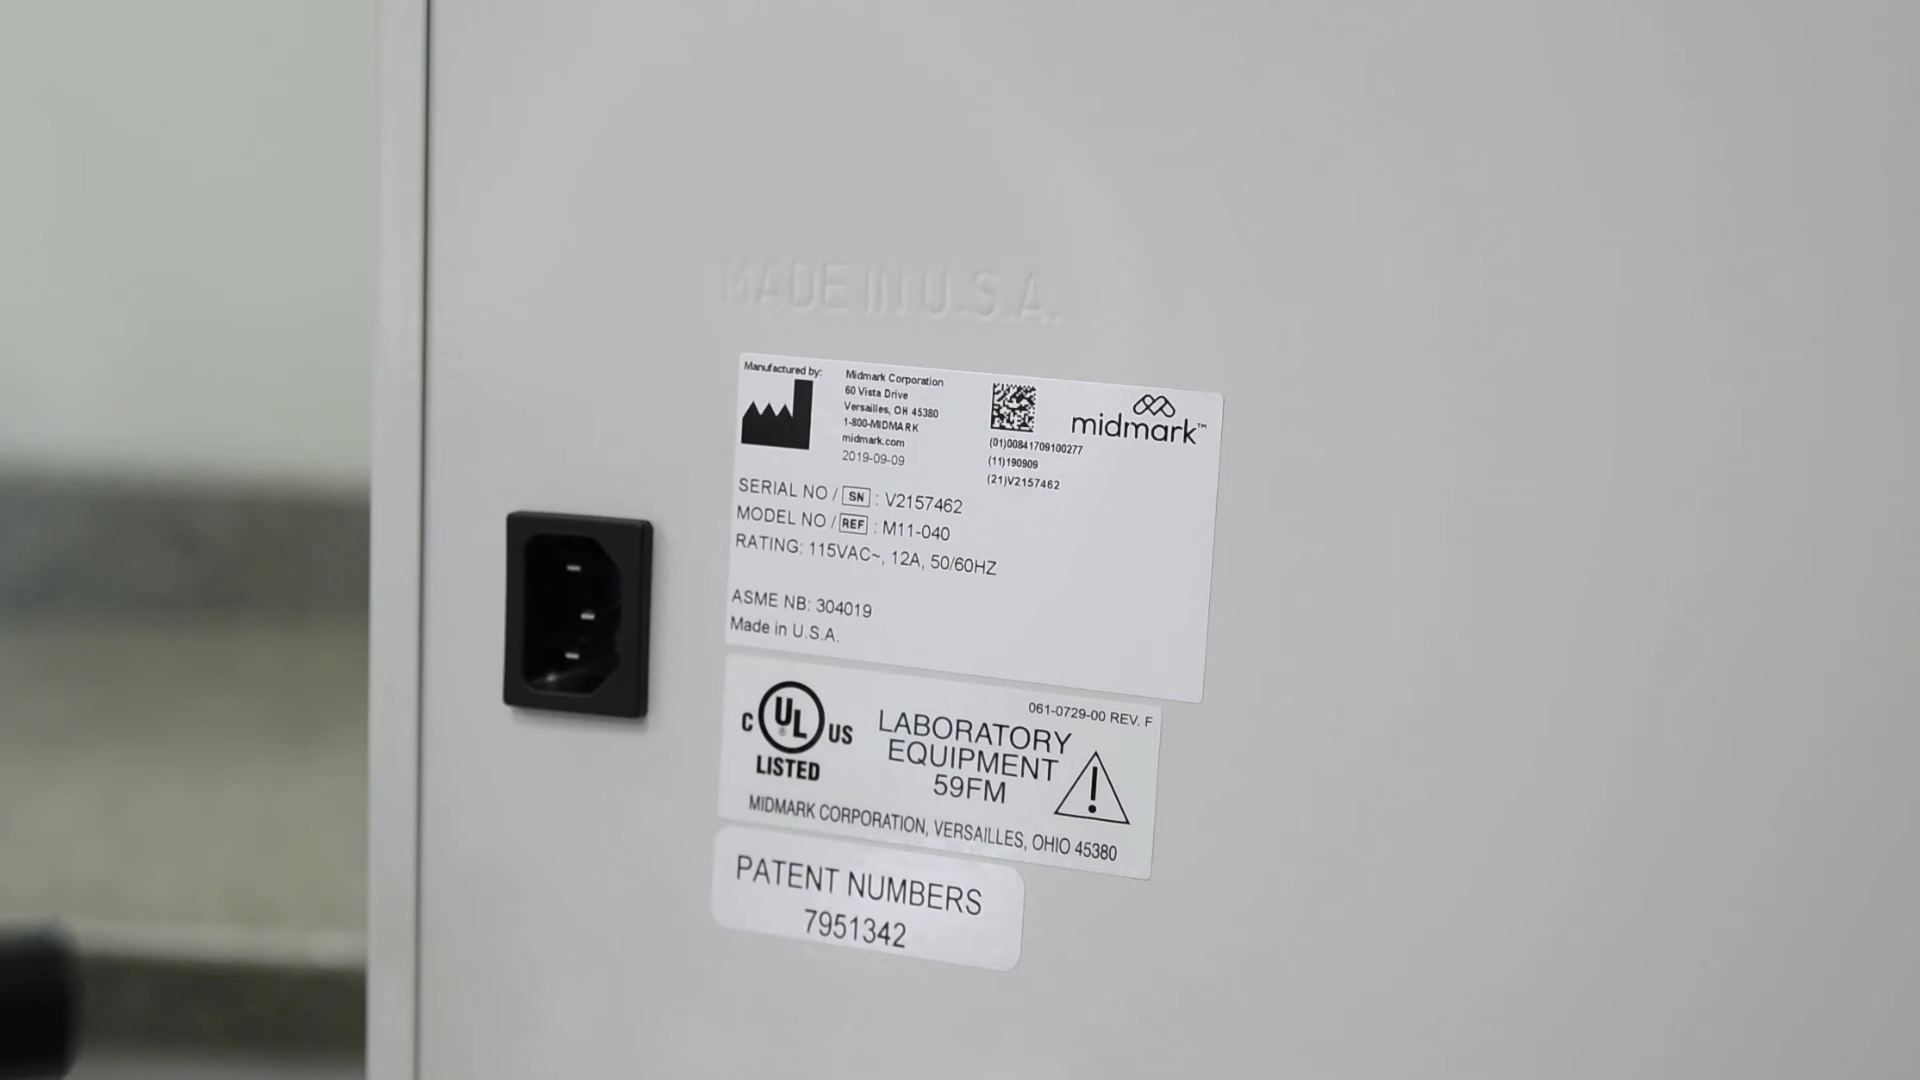 MADE IN U.S.A.
Manufactured by:
Midmark Corporation
60 Vista Drive
Versailles, OH 45380
1-800-MIDMARK
midmark.com
2019-09-09
(01)00841709100277
(11)190909
(21)V2157462
midmark™
SERIAL NO / SN : V2157462
MODEL NO / REF : M11-040
RATING: 115VAC~, 12A, 50/60HZ
ASME NB: 304019
Made in U.S.A.
061-0729-00 REV. F
C UL® US
LISTED
LABORATORY
EQUIPMENT
59FM
MIDMARK CORPORATION, VERSAILLES, OHIO 45380
PATENT NUMBERS
7951342